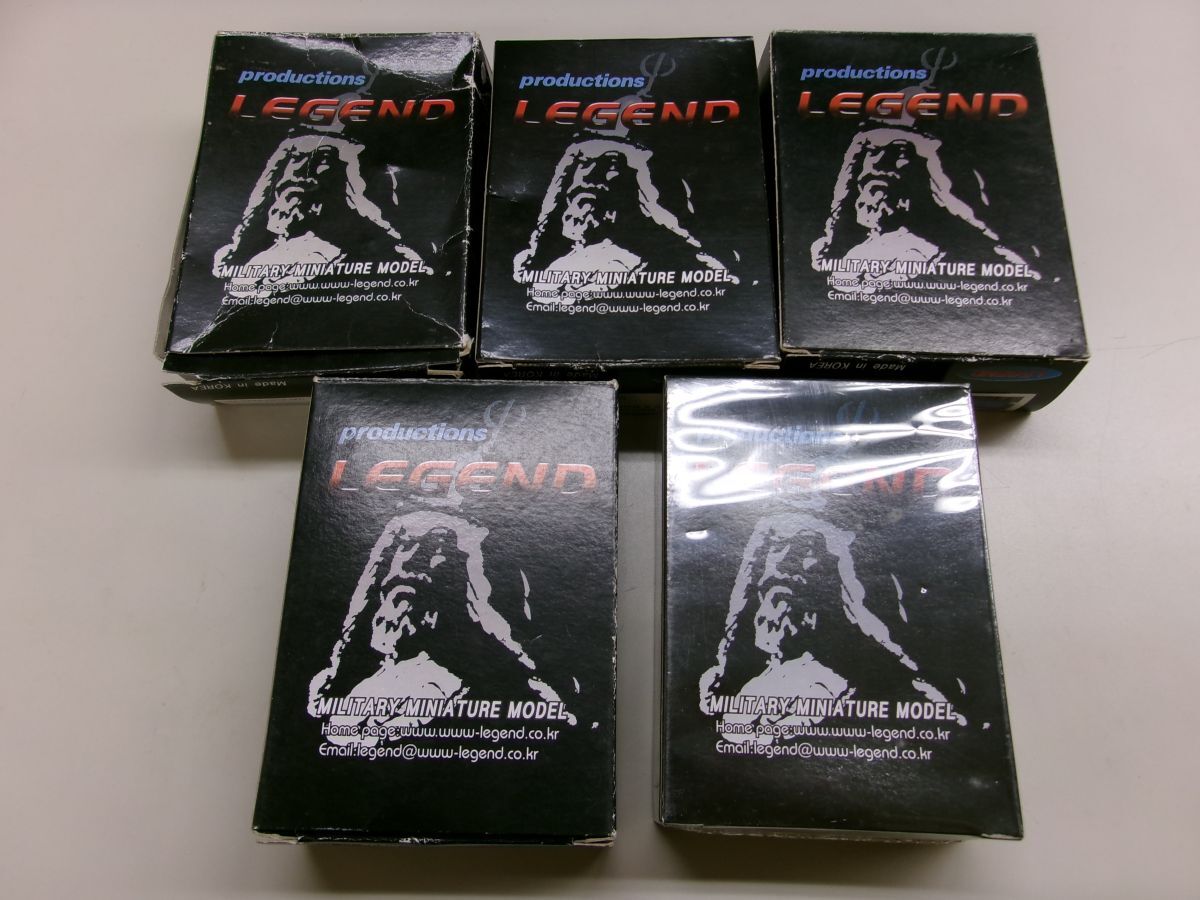 productions
LEGEND
MILITARY MINIATURE MODEL
Home page:www.www-legend.co.kr
Email:legend@www-legend.co.kr
Made in KOREA
productions
LEGEND
MILITARY MINIATURE MODEL
Home page:www.www-legend.co.kr
Email:legend@www-legend.co.kr
productions
LEGEND
MILITARY MINIATURE MODEL
Home page:www.www-legend.co.kr
Email:legend@www-legend.co.kr
Made in KOREA
LEGEND
productions
LEGEND
MILITARY MINIATURE MODEL
Home page:www.www-legend.co.kr
Email:legend@www-legend.co.kr
productions
LEGEND
MILITARY MINIATURE MODEL
Home page:www.www-legend.co.kr
Email:legend@www-legend.co.kr